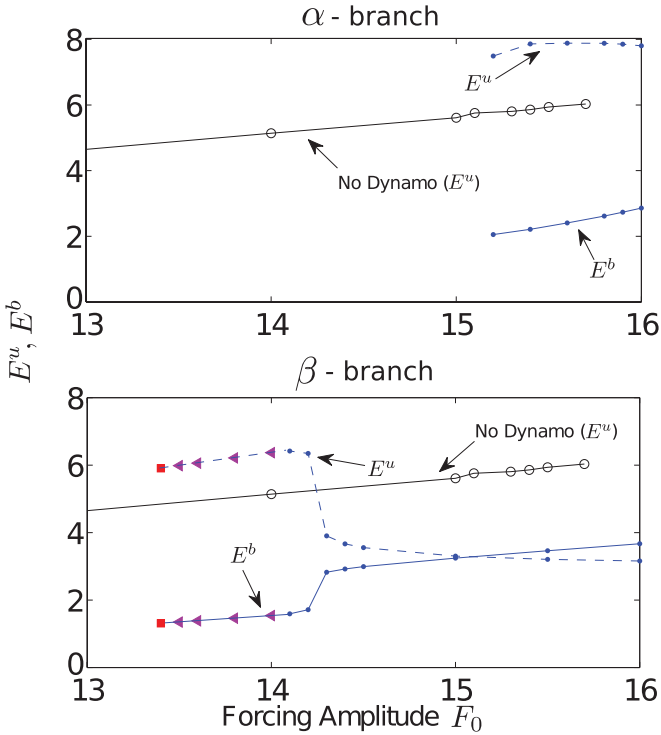 α - branch
8
6
4
2
0
E^u
No Dynamo (E^u)
E^b
13 14 15 16
E^u, E^b
β - branch
8
6
4
2
0
No Dynamo (E^u)
E^u
E^b
13 14 15 16
Forcing Amplitude F_0